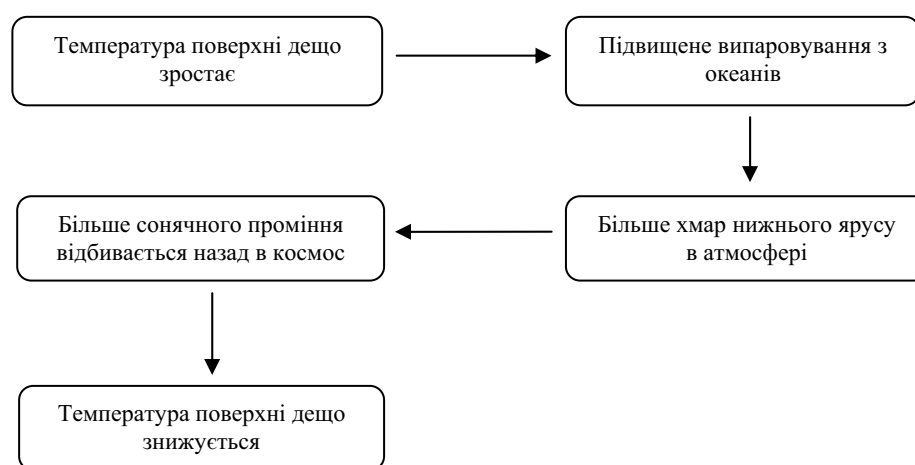 Температура поверхні дещо
зростає
Підвищене випаровування з
океанів
Більше хмар нижнього ярусу
в атмосфері
Більше сонячного проміння
відбивається назад в космос
Температура поверхні дещо
знижується